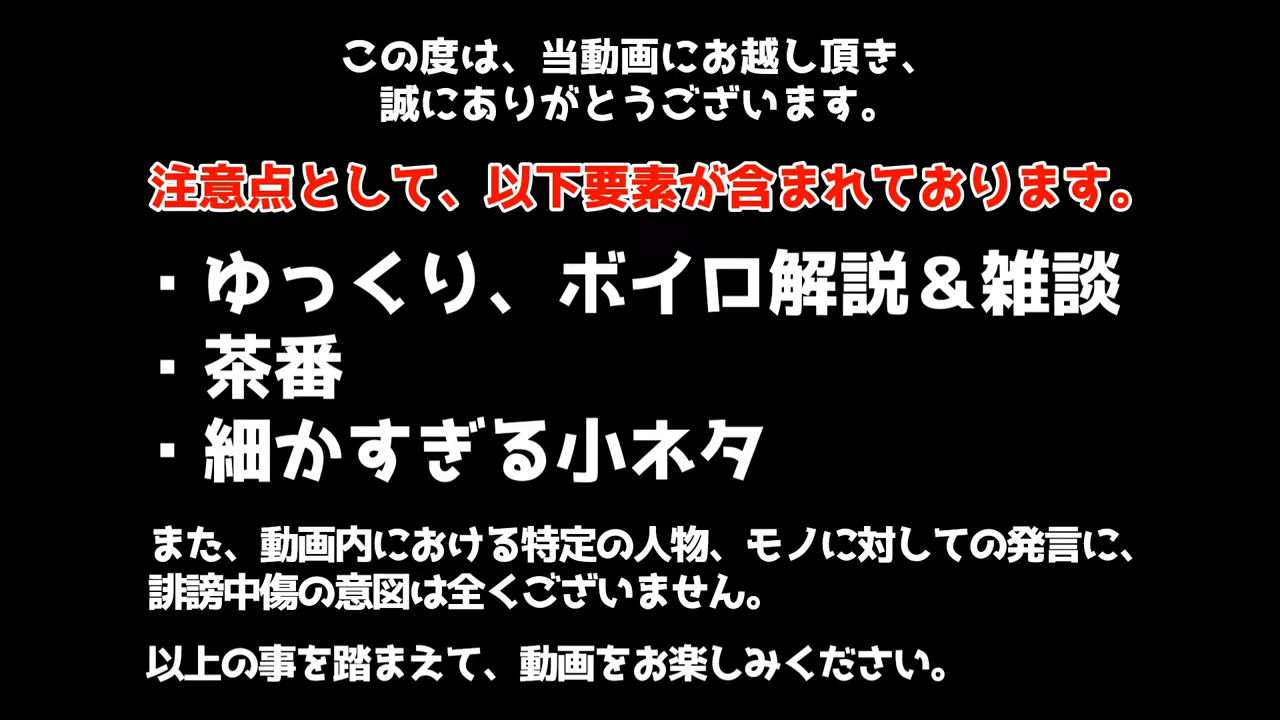 この度は、当動画にお越し頂き、
誠にありがとうございます。
注意点として、以下要素が含まれております。
・ゆっくり、ボイロ解説＆雑談
・茶番
・細かすぎる小ネタ
また、動画内における特定の人物、モノに対しての発言に、
誹謗中傷の意図は全くございません。
以上の事を踏まえて、動画をお楽しみください。